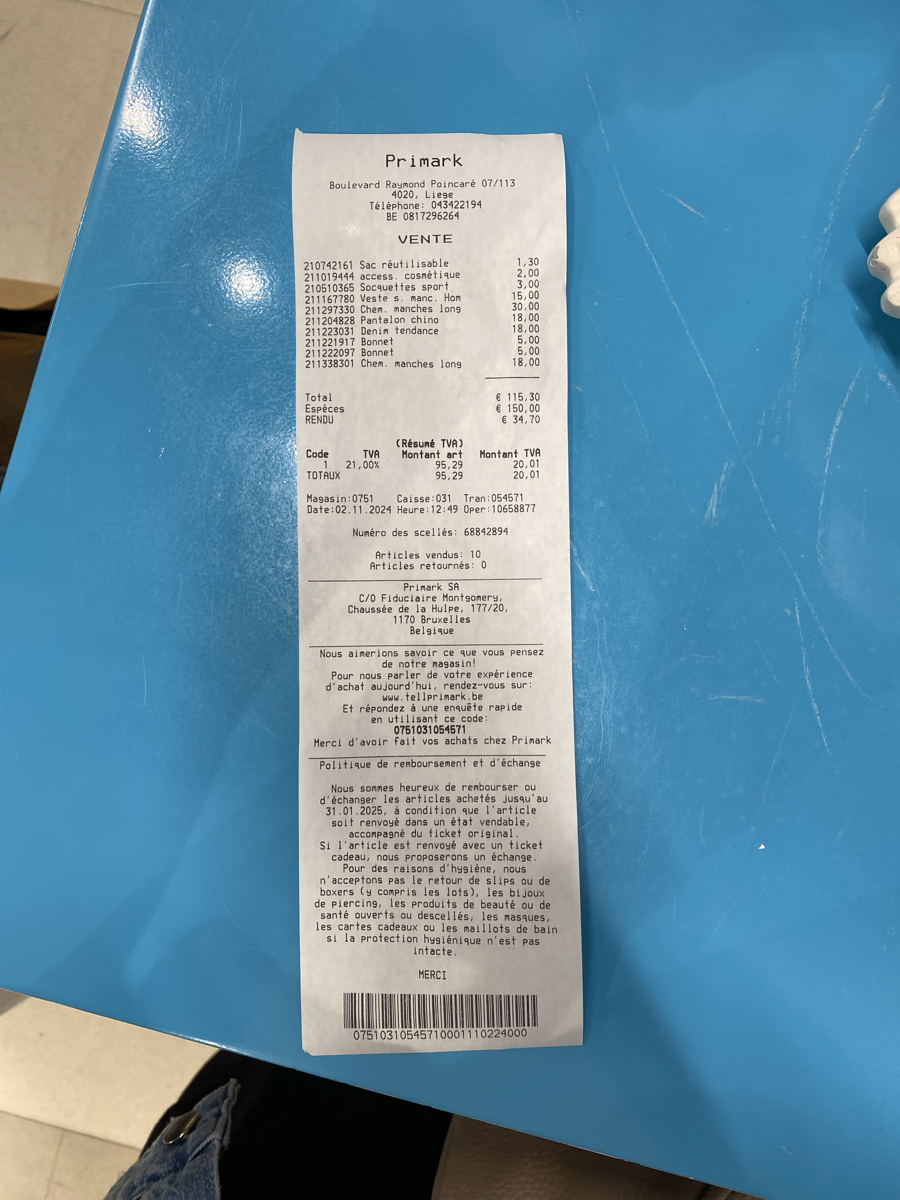 Primark
Boulevard Raymond Poincaré 07/113
4020, Liege
Téléphone: 043422194
BE 0817296264
VENTE
210742161 Sac réutilisable 1,30
211019444 access. cosmétique 2,00
210510365 Socquettes sport 3,00
211167780 Veste s. manc. Hom 15,00
211297330 Chem. manches long 30,00
211204828 Pantalon chino 18,00
211223031 Denim tendance 18,00
211221917 Bonnet 5,00
211222097 Bonnet 5,00
211338301 Chem. manches long 18,00
Total € 115,30
Espèces € 150,00
RENDU € 34,70
(Résumé TVA)
Code TVA Montant art Montant TVA
1 21,00% 95,29 20,01
TOTAUX 95,29 20,01
Magasin:0751 Caisse:031 Tran:054571
Date:02.11.2024 Heure:12:49 Oper:10658877
Numéro des scellés: 68842894
Articles vendus: 10
Articles retournés: 0
Primark SA
C/O Fiduciaire Montgomery,
Chaussée de la Hulpe, 177/20,
1170 Bruxelles
Belgique
Nous aimerions savoir ce que vous pensez
de notre magasin!
Pour nous parler de votre expérience
d'achat aujourd'hui, rendez-vous sur:
www.tellprimark.be
Et répondez à une enquête rapide
en utilisant ce code:
0751031054571
Merci d'avoir fait vos achats chez Primark
Politique de remboursement et d'échange
Nous sommes heureux de rembourser ou
d'échanger les articles achetés jusqu'au
31.01.2025, à condition que l'article
soit renvoyé dans un état vendable,
accompagné du ticket original.
Si l'article est renvoyé avec un ticket
cadeau, nous proposerons un échange.
Pour des raisons d'hygiène, nous
n'acceptons pas le retour de slips ou de
boxers (y compris les lots), les bijoux
de piercing, les produits de beauté ou de
santé ouverts ou descellés, les masques,
les cartes cadeaux ou les maillots de bain
si la protection hygiénique n'est pas
intacte.
MERCI
07510310545710001110224000